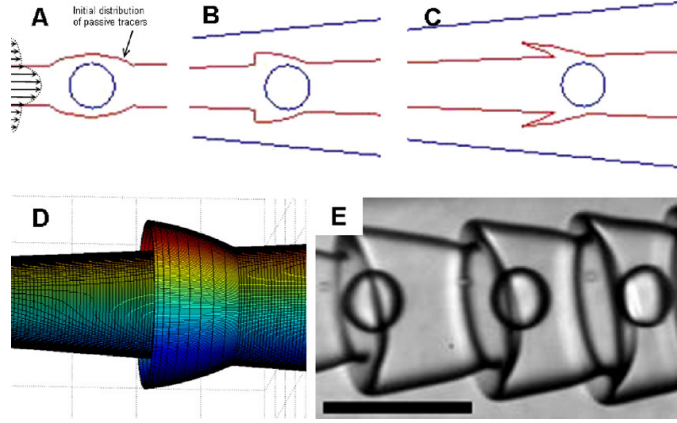 A
Initial distribution
of passive tracers
B
C
D
E